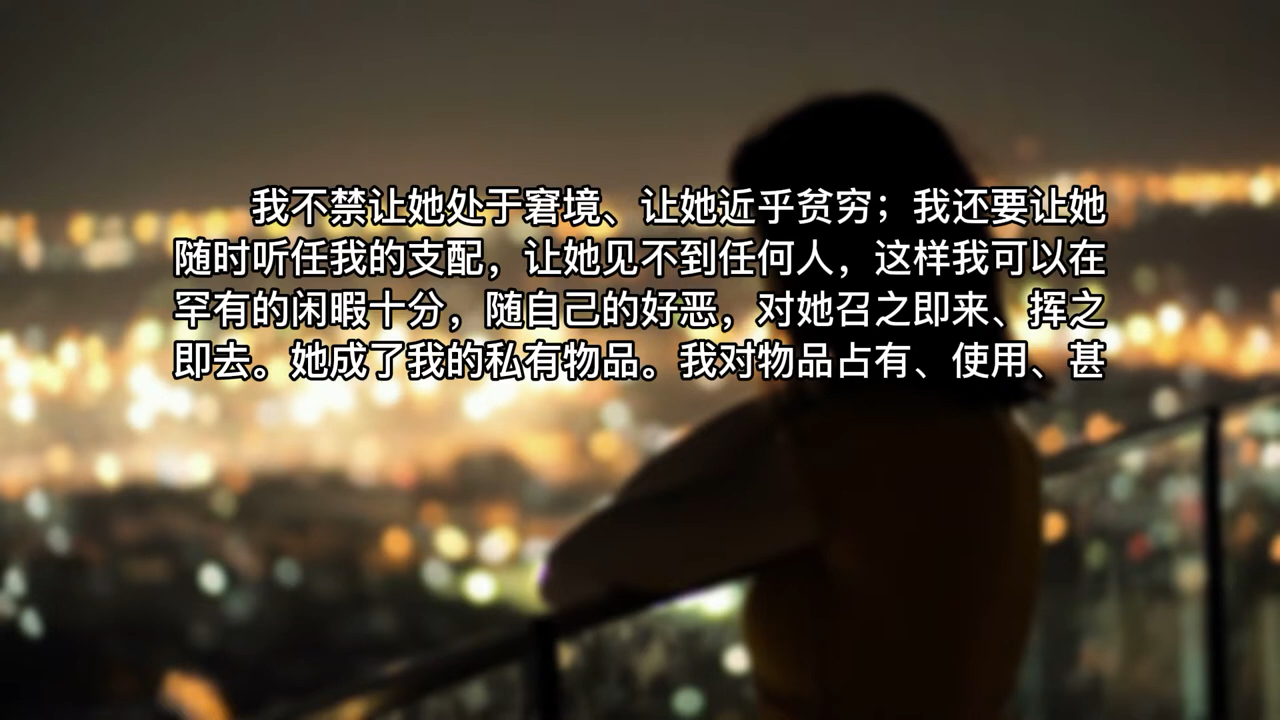 我不禁让她处于窘境、让她近乎贫穷；我还要让她
随时听任我的支配，让她见不到任何人，这样我可以在
罕有的闲暇十分，随自己的好恶，对她召之即来、挥之
即去。她成了我的私有物品。我对物品占有、使用、甚